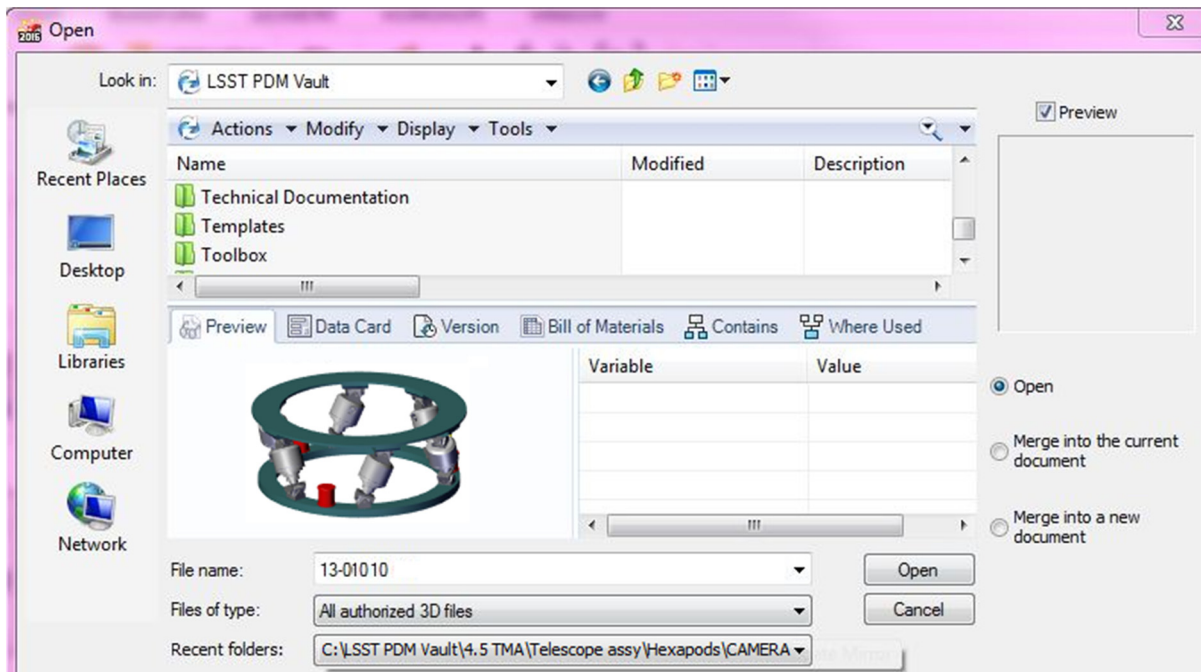 2016 Open
Look in: LSST PDM Vault
Actions Modify Display Tools
Name Modified Description
Technical Documentation
Templates
Toolbox
Recent Places
Desktop
Libraries
Computer
Network
Preview
Preview Data Card Version Bill of Materials Contains Where Used
Variable Value
Open
Merge into the current
document
Merge into a new
document
File name: 13-01010 Open
Files of type: All authorized 3D files Cancel
Recent folders: C:\LSST PDM Vault\4.5 TMA\Telescope assy\Hexapods\CAMERA